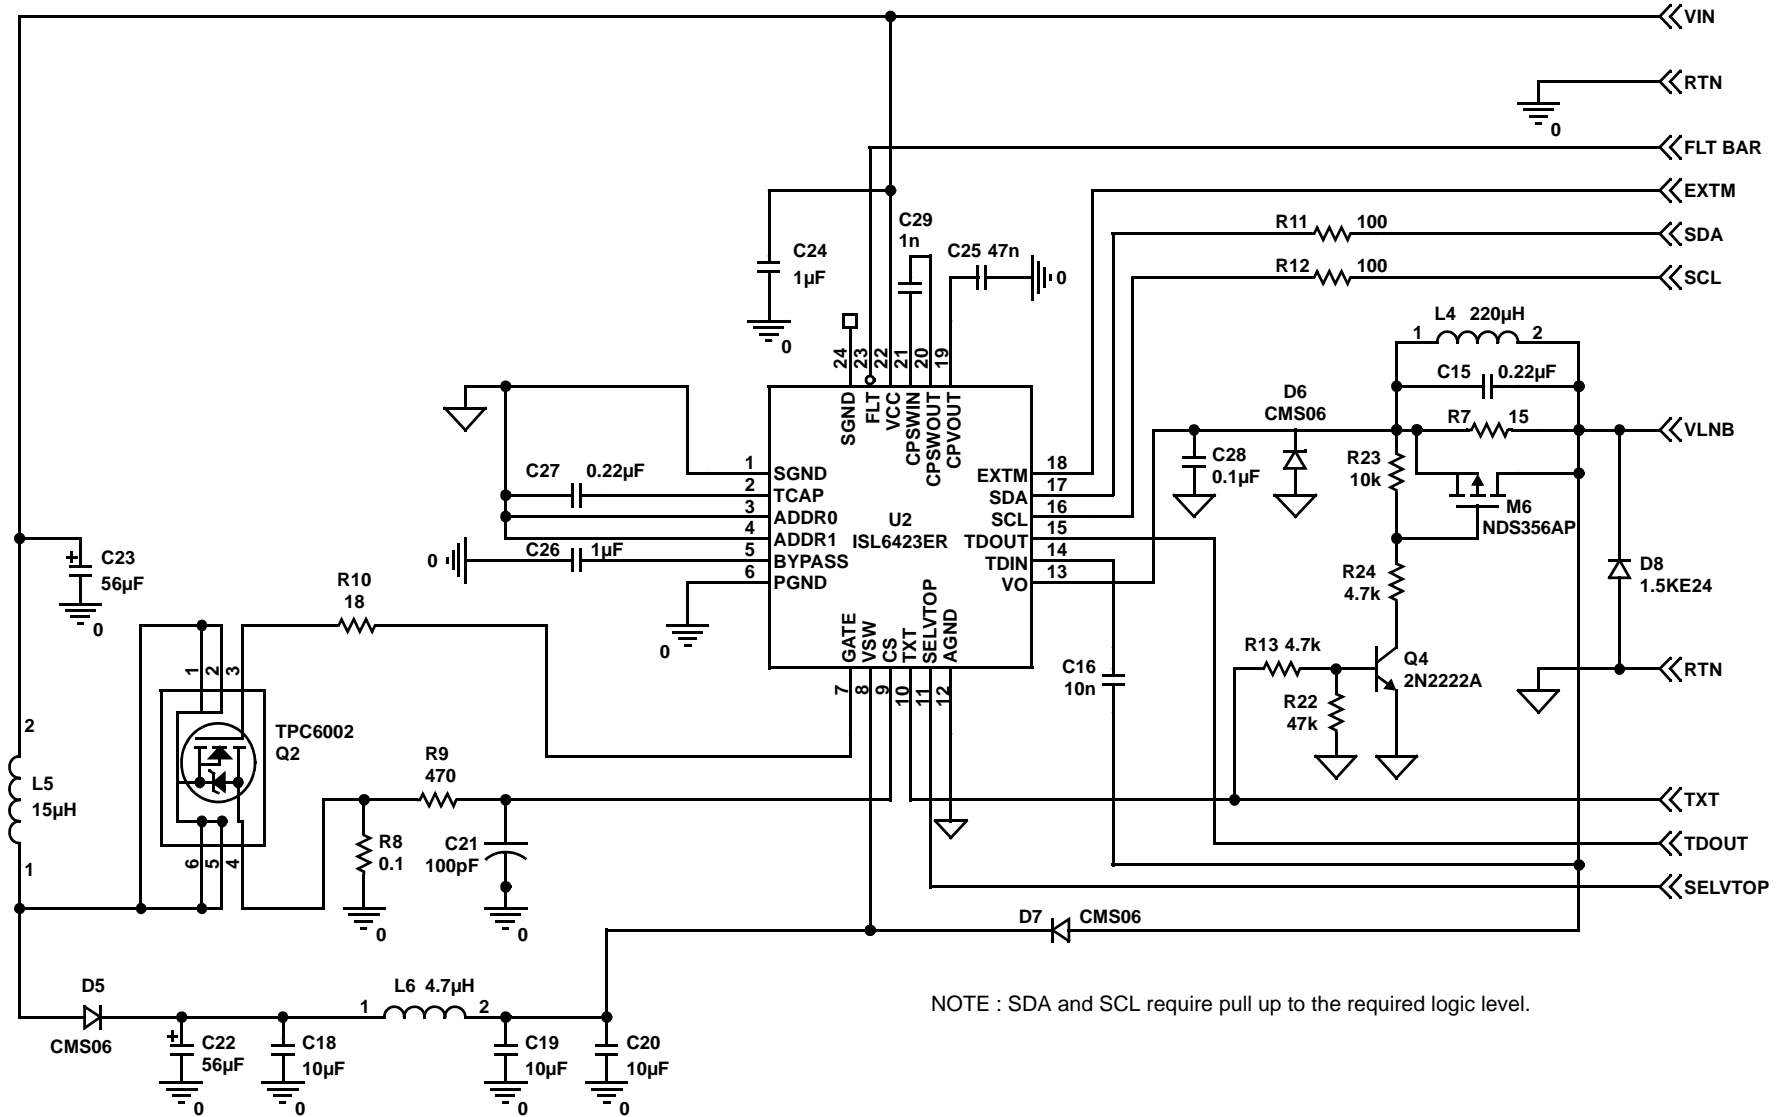 VIN
RTN
0
FLT BAR
EXTM
R11 100
SDA
C29
1n
C24
1µF
C25 47n
0
R12 100
SCL
0
L4 220µH
1 2
24
23
22
21
20
19
C15 0.22µF
D6
CMS06
SGND
FLT
VCC
CPSWIN
CPSWOUT
CPVOUT
R7 15
VLNB
C27 0.22µF
1 SGND
2 TCAP
3 ADDR0
4 ADDR1
5 BYPASS
6 PGND
0 C26 1µF
0
U2
ISL6423ER
EXTM 18
SDA 17
SCL 16
TDOUT 15
TDIN 14
VO 13
C28
0.1µF
R23
10k
M6
NDS356AP
R24
4.7k
D8
1.5KE24
C23
56µF
0
R10
18
GATE
VSW
CS
TXT
SELVTOP
AGND
7
8
9
10
11
12
C16
10n
R13 4.7k
Q4
2N2222A
RTN
R22
47k
1
2
3
TPC6002
Q2
6
5
4
2
L5
15µH
1
R9
470
R8
0.1
0
C21
100pF
0
TXT
TDOUT
SELVTOP
D7 CMS06
D5
CMS06
L6 4.7µH
1 2
C22
56µF
0
C18
10µF
0
C19
10µF
0
C20
10µF
0
NOTE : SDA and SCL require pull up to the required logic level.